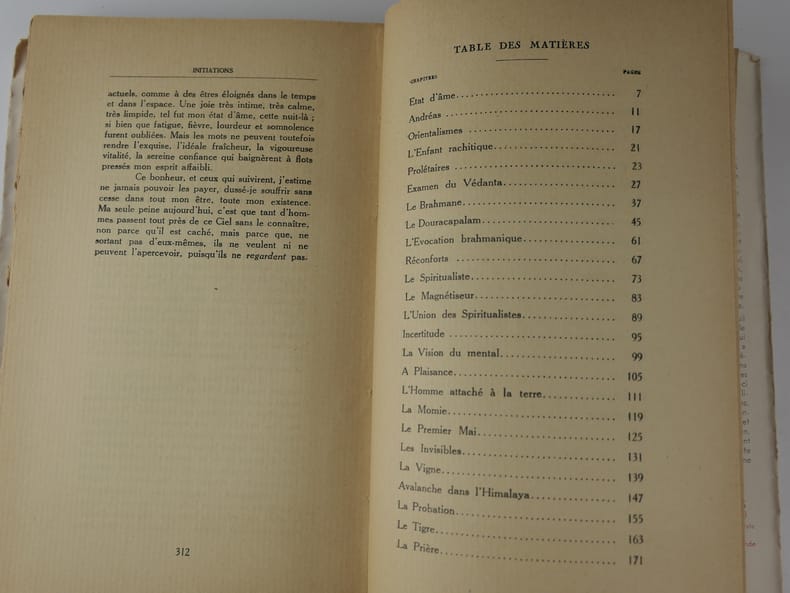 INITIATIONS
actuels, comme à des êtres éloignés dans le temps
et dans l'espace. Une joie très intime, très calme,
très limpide, tel fut mon état d'âme, cette nuit-là ;
si bien que fatigue, fièvre, lourdeur et somnolence
furent oubliées. Mais les mots ne peuvent toutefois
rendre l'exquise, l'idéale fraîcheur, la vigoureuse
vitalité, la sereine confiance qui baignèrent à flots
pressés mon esprit affaibli.
Ce bonheur, et ceux qui suivirent, j'estime
ne jamais pouvoir les payer, dussé-je souffrir sans
cesse dans tout mon être, toute mon existence.
Ma seule peine aujourd'hui, c'est que tant d'hom-
mes passent tout près de ce Ciel sans le connaître,
non parce qu'il est caché, mais parce que, ne
sortant pas d'eux-mêmes, ils ne veulent ni ne
peuvent l'apercevoir, puisqu'ils ne regardent pas.
312
TABLE DES MATIÈRES
CHAPITRES PAGES
Etat d'âme 7
Andréas 11
Orientalismes 17
L'Enfant rachitique 21
Prolétaires 23
Examen du Védanta 27
Le Brahmane 37
Le Douracapalam 45
L'Evocation brahmanique 61
Réconforts 67
Le Spiritualiste 73
Le Magnétiseur 83
L'Union des Spiritualistes 89
Incertitude 95
La Vision du mental 99
A Plaisance 105
L'Homme attaché à la terre 111
La Momie 119
Le Premier Mai 125
Les Invisibles 131
La Vigne 139
Avalanche dans l'Himalaya 147
La Probation 155
Le Tigre 163
La Prière 171